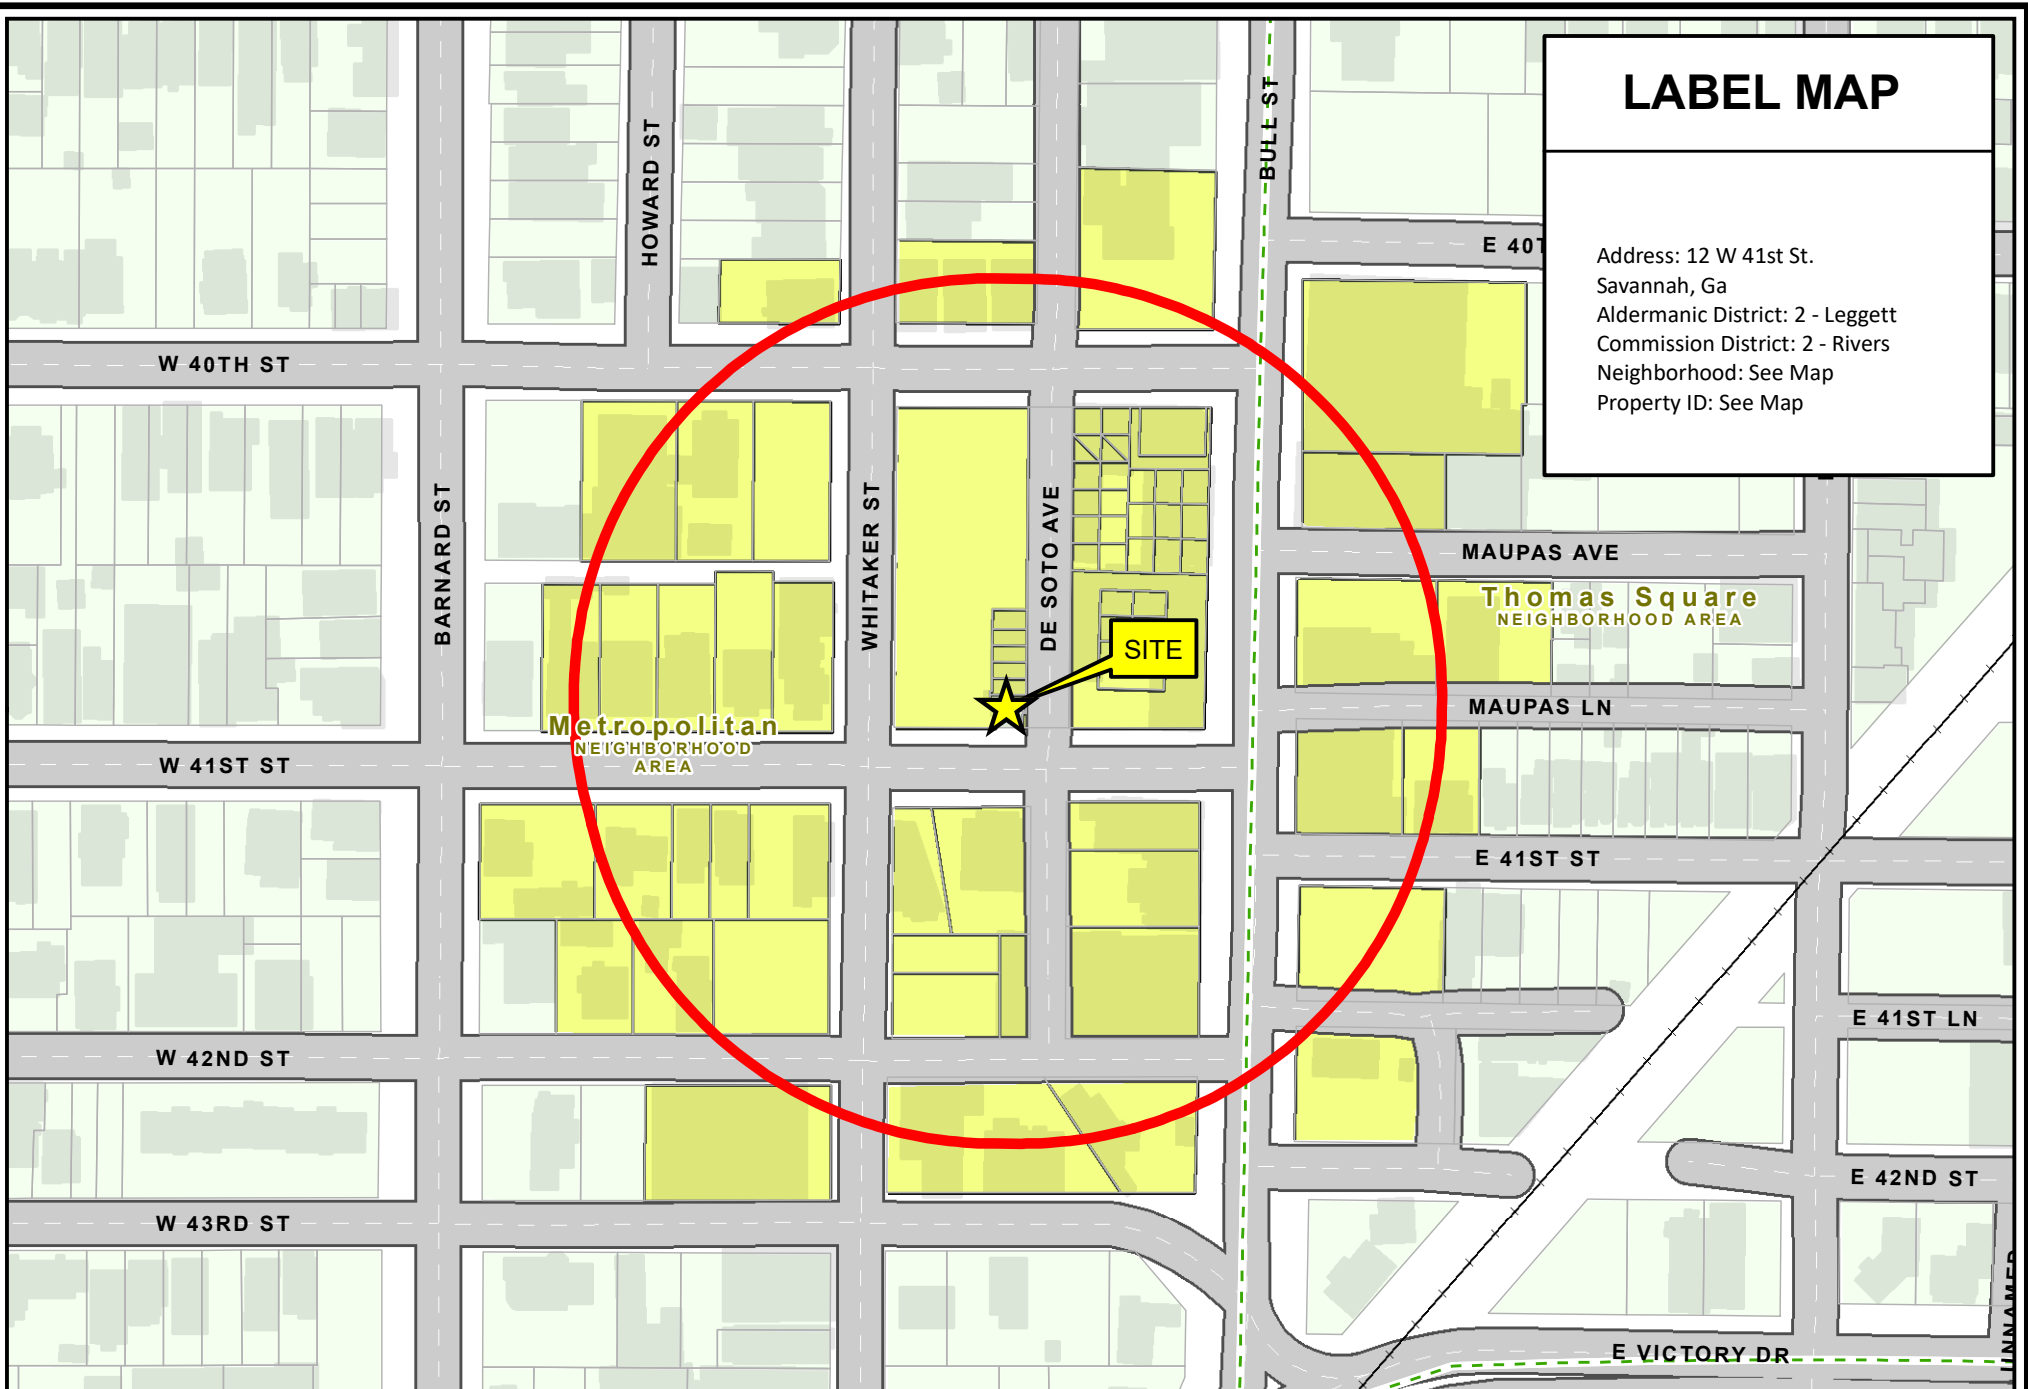 LABEL MAP
Address: 12 W 41st St.
Savannah, Ga
Aldermanic District: 2 - Leggett
Commission District: 2 - Rivers
Neighborhood: See Map
Property ID: See Map
HOWARD ST
BULL ST
E 40T
W 40TH ST
BARNARD ST
WHITAKER ST
DE SOTO AVE
MAUPAS AVE
Thomas Square
NEIGHBORHOOD AREA
SITE
MAUPAS LN
Metropolitan
NEIGHBORHOOD
AREA
W 41ST ST
E 41ST ST
E 41ST LN
W 42ND ST
E 42ND ST
W 43RD ST
UNNAMED
E VICTORY DR